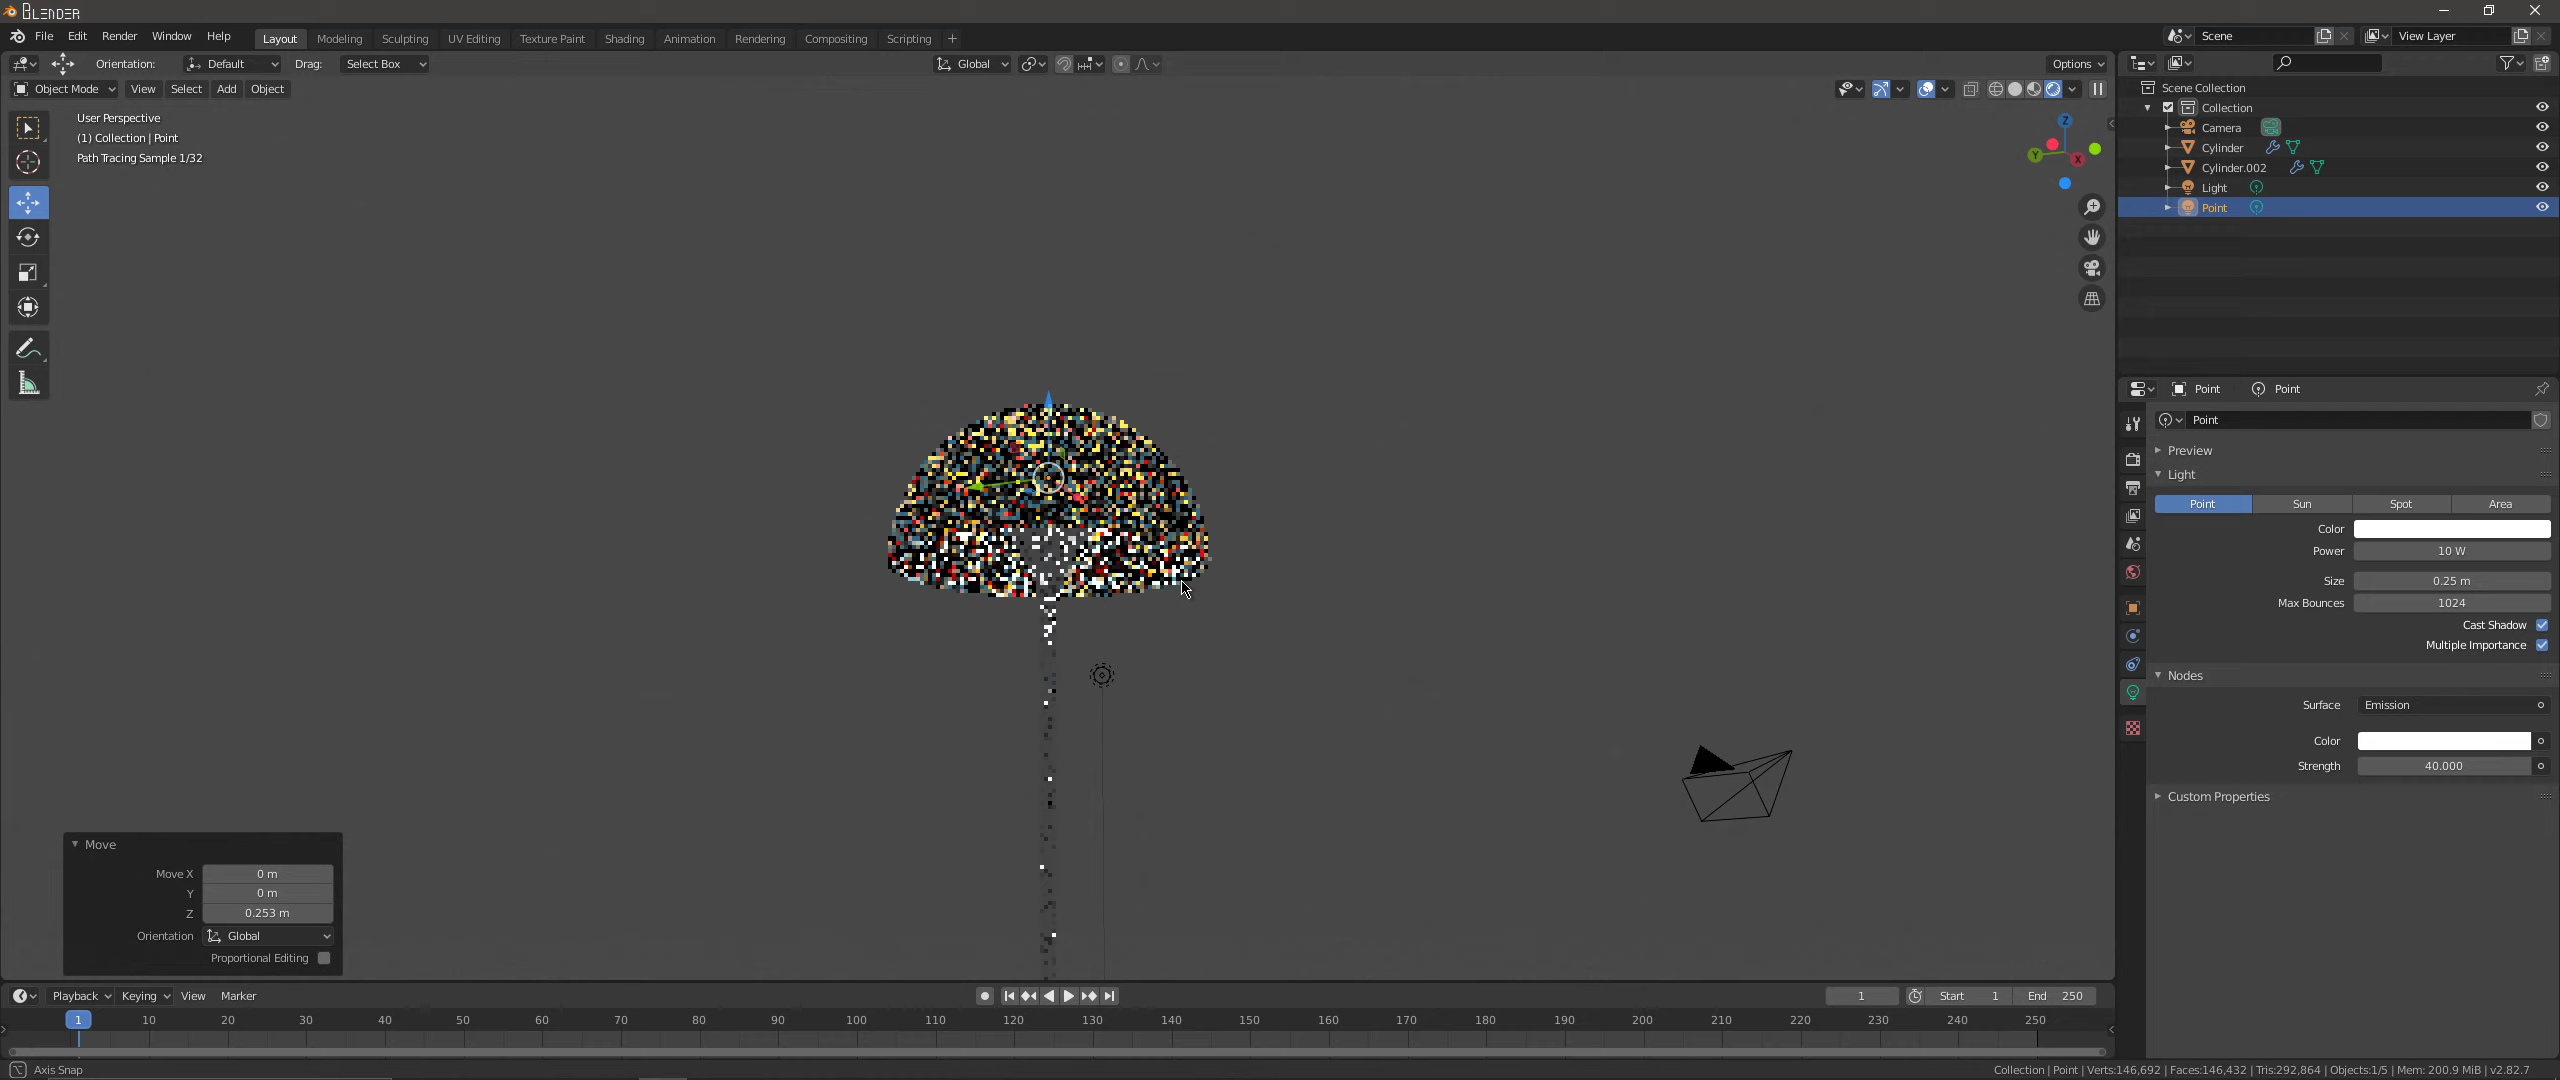 BLENDER
File Edit Render Window Help Layout Modeling Sculpting UV Editing Texture Paint Shading Animation Rendering Compositing Scripting + Scene View Layer
Orientation: Default Drag: Select Box Global Options
Object Mode View Select Add Object
User Perspective
(1) Collection | Point
Path Tracing Sample 1/32
Z
Y
X
Scene Collection
Collection
Camera
Cylinder
Cylinder.002
Light
Point
Point Point
Point
Preview
Light
Point Sun Spot Area
Color
Power 10 W
Size 0.25 m
Max Bounces 1024
Cast Shadow
Multiple Importance
Nodes
Surface Emission
Color
Strength 40.000
Custom Properties
Move
Move X 0 m
Y 0 m
Z 0.253 m
Orientation Global
Proportional Editing
Playback Keying View Marker 1 Start 1 End 250
1 10 20 30 40 50 60 70 80 90 100 110 120 130 140 150 160 170 180 190 200 210 220 230 240 250
Axis Snap
Collection | Point | Verts:146,692 | Faces:146,432 | Tris:292,864 | Objects:1/5 | Mem: 200.9 MiB | v2.82.7